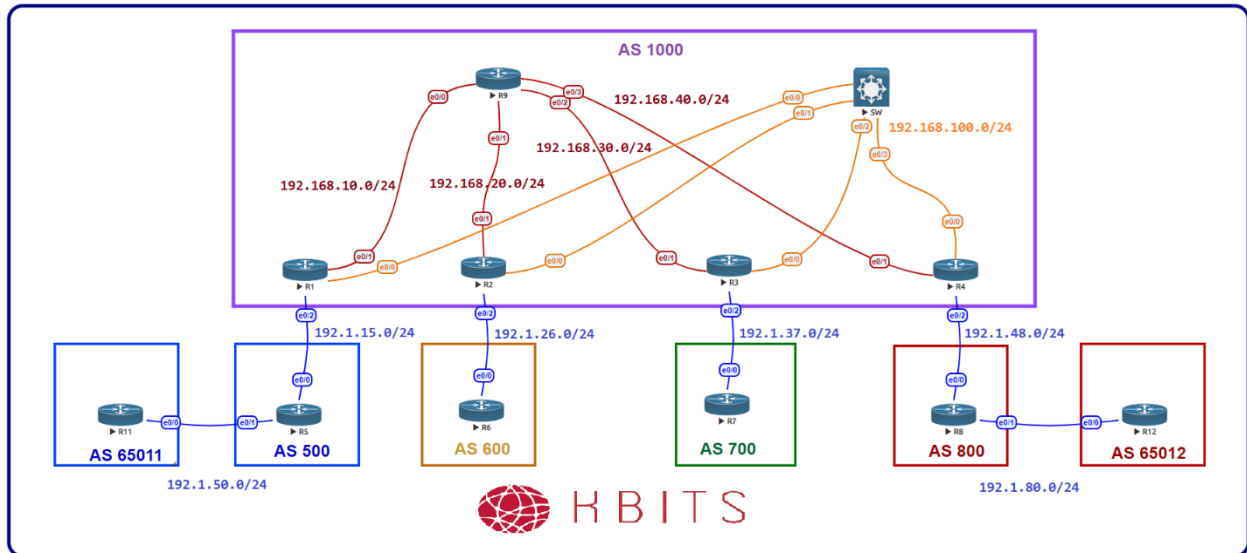 AS 1000
e0/0
R9
e0/3
e0/2
e0/1
192.168.40.0/24
e0/0
e0/1
SW
e0/2
192.168.100.0/24
e0/3
192.168.10.0/24
192.168.20.0/24
192.168.30.0/24
e0/1
e0/1
e0/0
R1
e0/0
R2
e0/1
R3
e0/0
e0/1
e0/0
R4
e0/2
192.1.15.0/24
e0/2
192.1.26.0/24
e0/2
192.1.37.0/24
e0/2
192.1.48.0/24
e0/0
e0/0
e0/0
e0/0
R11
e0/0
e0/1
R5
R6
R7
R8
e0/1
e0/0
R12
AS 65011
AS 500
AS 600
AS 700
AS 800
AS 65012
192.1.50.0/24
192.1.80.0/24
KBITS